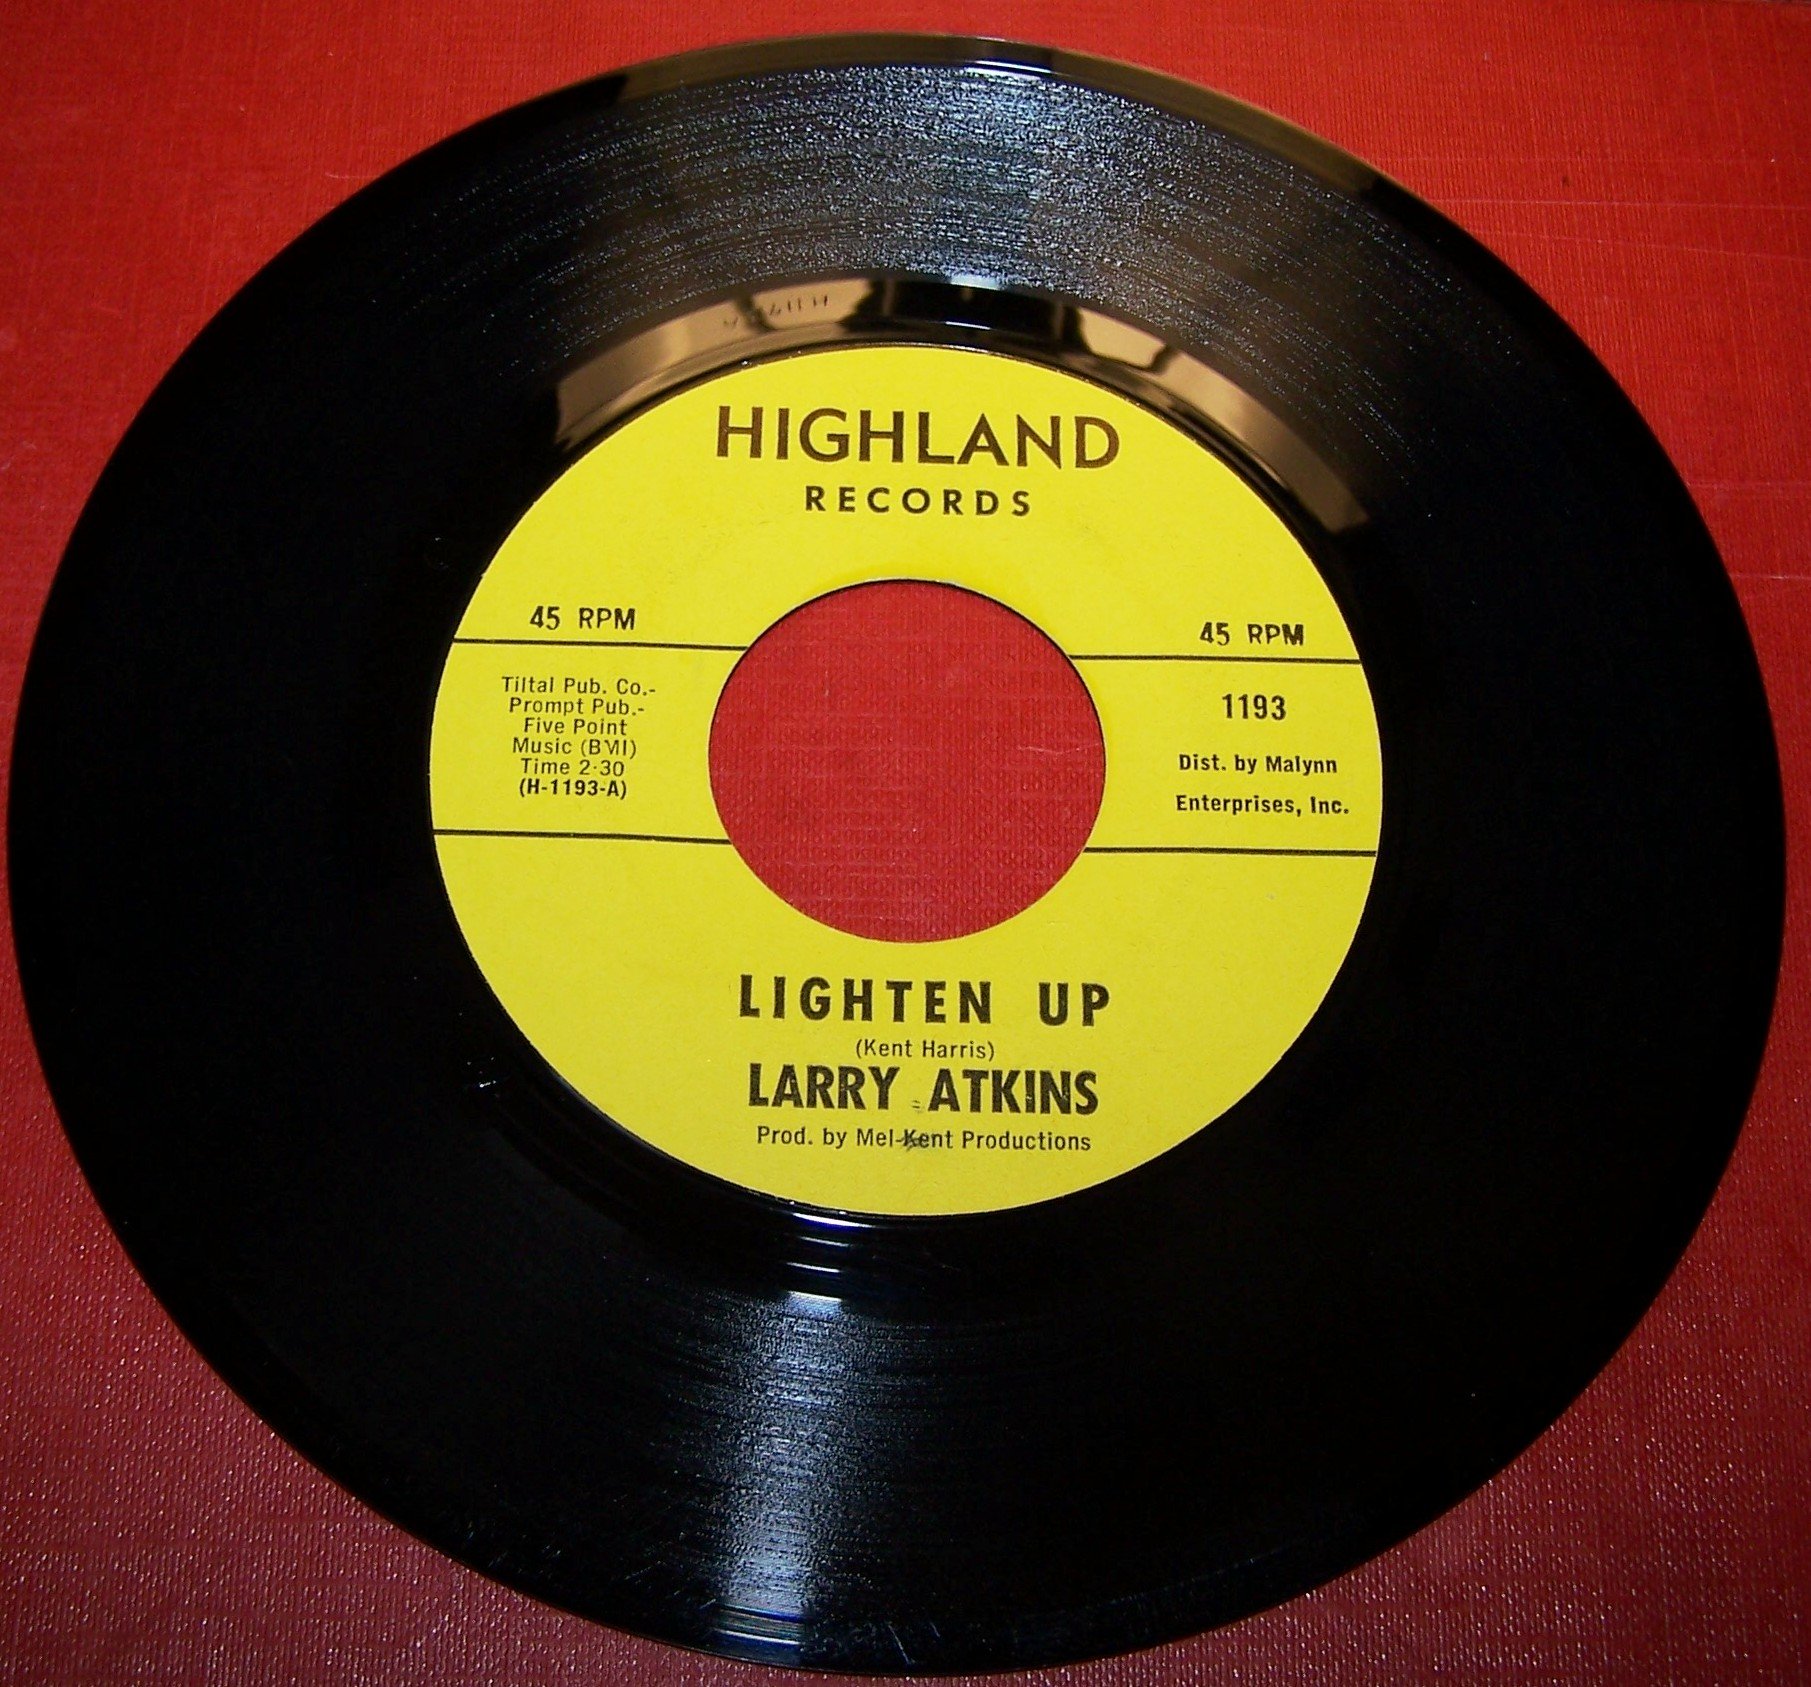 HIGHLAND
RECORDS
45 RPM
45 RPM
Tiltal Pub. Co.-
Prompt Pub.-
Five Point
Music (BMI)
Time 2:30
(H-1193-A)
1193
Dist. by Malynn
Enterprises, Inc.
LIGHTEN UP
(Kent Harris)
LARRY ATKINS
Prod. by Mel-Kent Productions